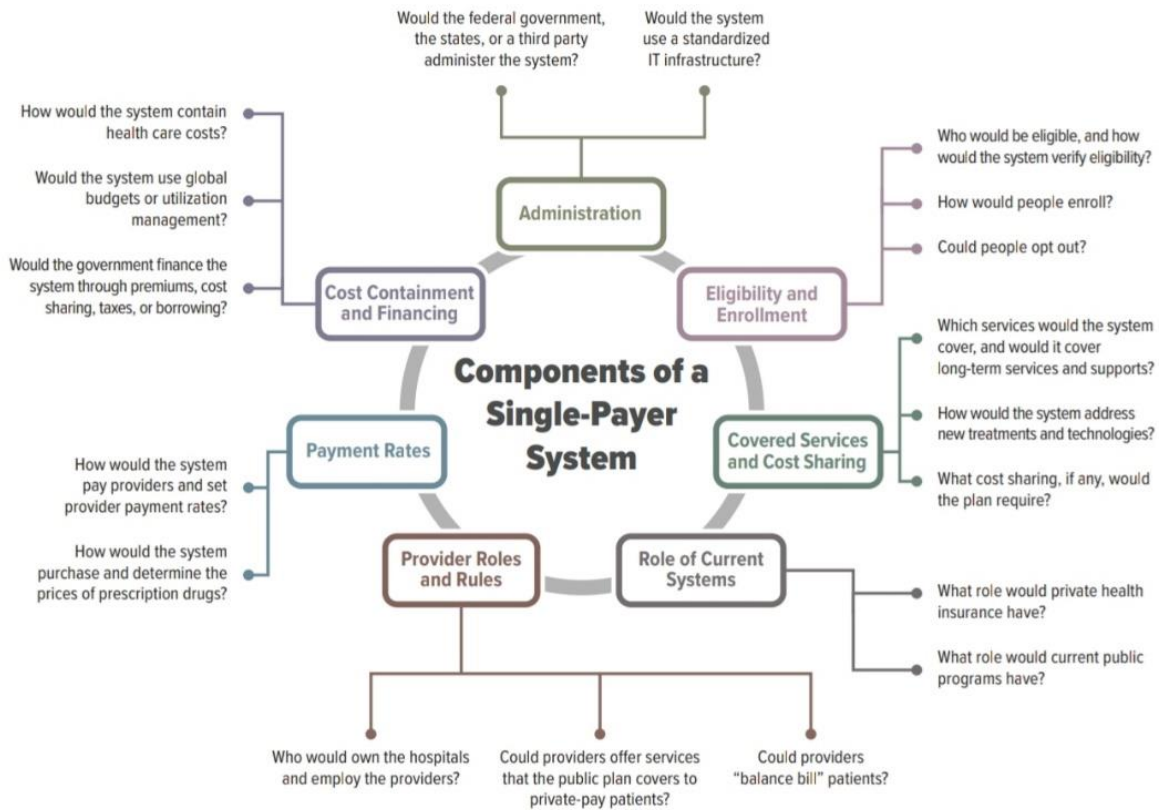 Would the federal government,
the states, or a third party
administer the system?
Would the system
use a standardized
IT infrastructure?
Administration
Who would be eligible, and how
would the system verify eligibility?
How would people enroll?
Could people opt out?
Eligibility and
Enrollment
Which services would the system
cover, and would it cover
long-term services and supports?
How would the system address
new treatments and technologies?
What cost sharing, if any, would
the plan require?
Covered Services
and Cost Sharing
What role would private health
insurance have?
What role would current public
programs have?
Role of Current
Systems
Provider Roles
and Rules
Who would own the hospitals
and employ the providers?
Could providers offer services
that the public plan covers to
private-pay patients?
Could providers
“balance bill” patients?
Payment Rates
How would the system
pay providers and set
provider payment rates?
How would the system
purchase and determine the
prices of prescription drugs?
Cost Containment
and Financing
How would the system contain
health care costs?
Would the system use global
budgets or utilization
management?
Would the government finance the
system through premiums, cost
sharing, taxes, or borrowing?
Components of a
Single-Payer
System